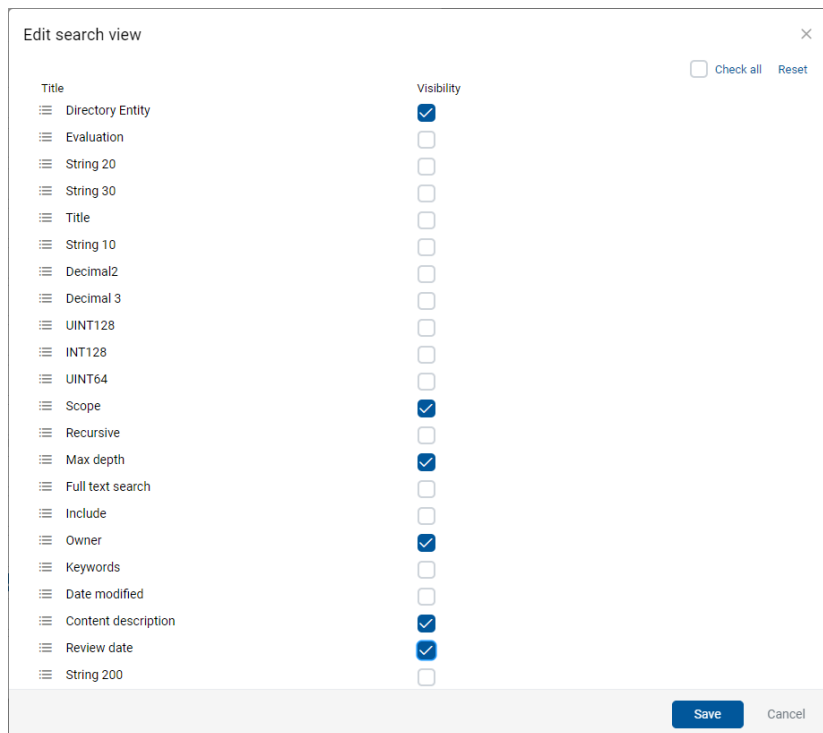 Edit search view
Check all Reset
Title Visibility
Directory Entity
Evaluation
String 20
String 30
Title
String 10
Decimal2
Decimal 3
UINT128
INT128
UINT64
Scope
Recursive
Max depth
Full text search
Include
Owner
Keywords
Date modified
Content description
Review date
String 200
Save Cancel